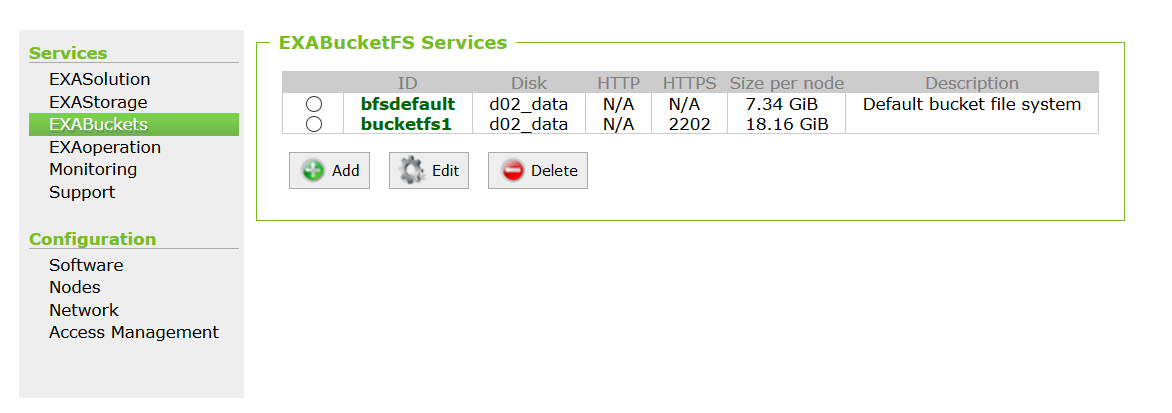 Services
EXASolution
EXAStorage
EXABuckets
EXAoperation
Monitoring
Support
Configuration
Software
Nodes
Network
Access Management
EXABucketFS Services
ID Disk HTTP HTTPS Size per node Description
bfsdefault d02_data N/A N/A 7.34 GiB Default bucket file system
bucketfs1 d02_data N/A 2202 18.16 GiB
Add Edit Delete